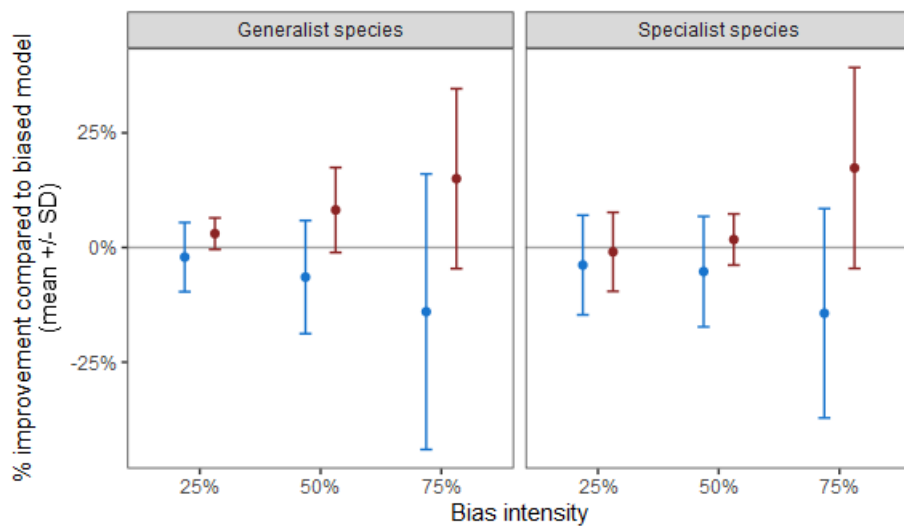 Generalist species
Specialist species
% improvement compared to biased model
(mean +/- SD)
25%
0%
-25%
25%
50%
75%
25%
50%
75%
Bias intensity